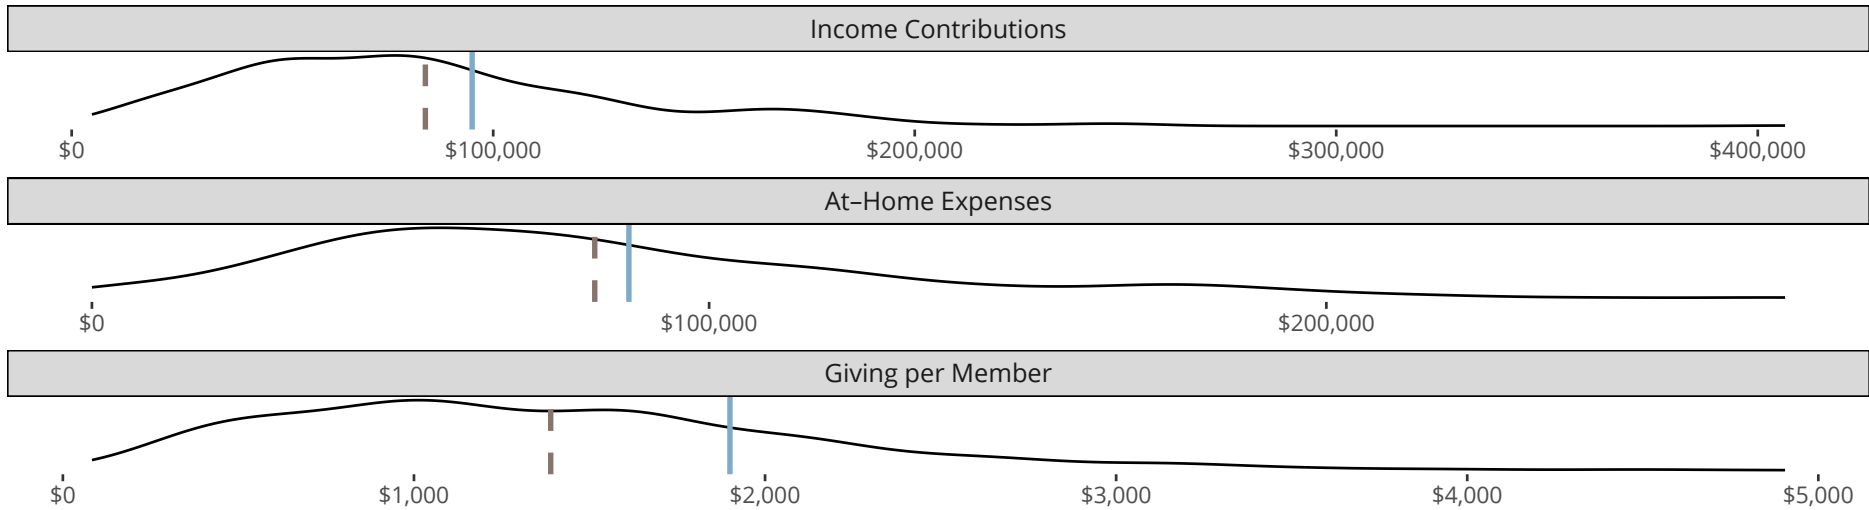 Income Contributions
$0 $100,000 $200,000 $300,000 $400,000
At–Home Expenses
$0 $100,000 $200,000
Giving per Member
$0 $1,000 $2,000 $3,000 $4,000 $5,000